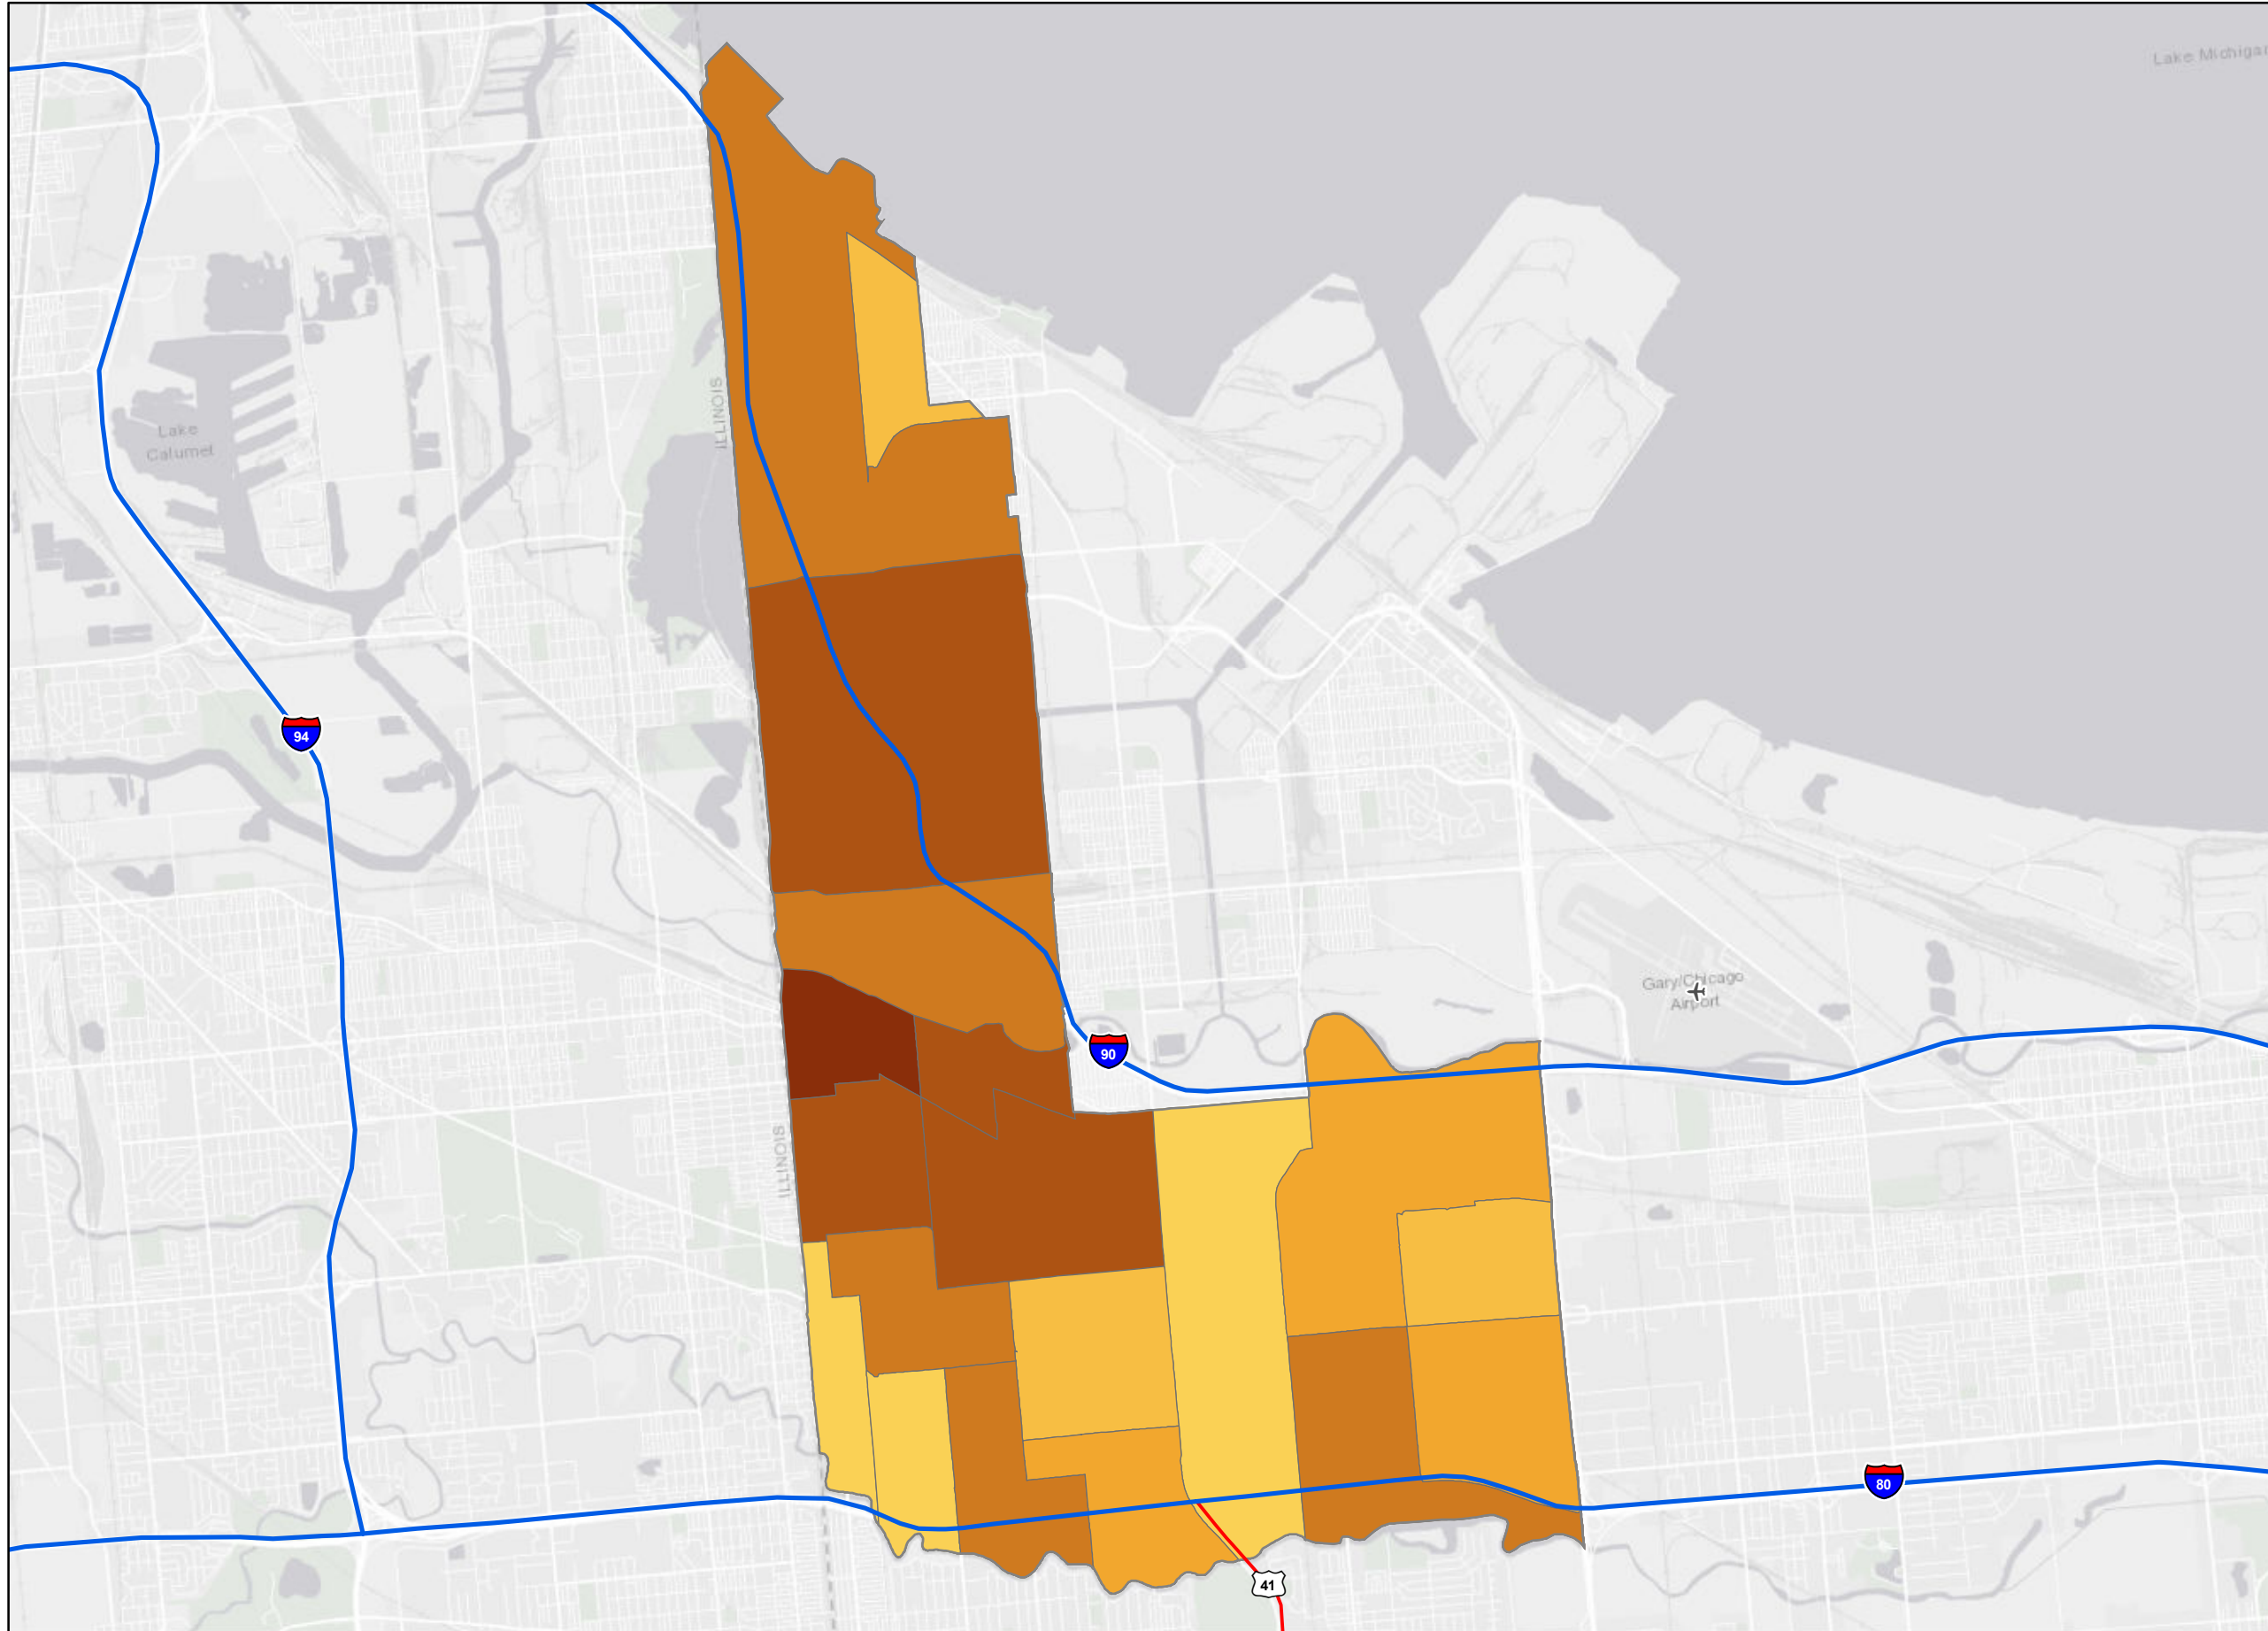 Lake Michigan
ILLINOIS
Lake
Calumet
94
Gary/Chicago
Airport
90
ILLINOIS
80
41